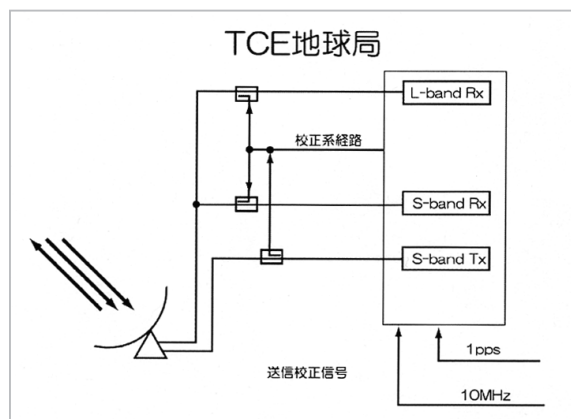 TCE地球局
L-band Rx
校正系経路
S-band Rx
S-band Tx
1pps
送信校正信号
10MHz